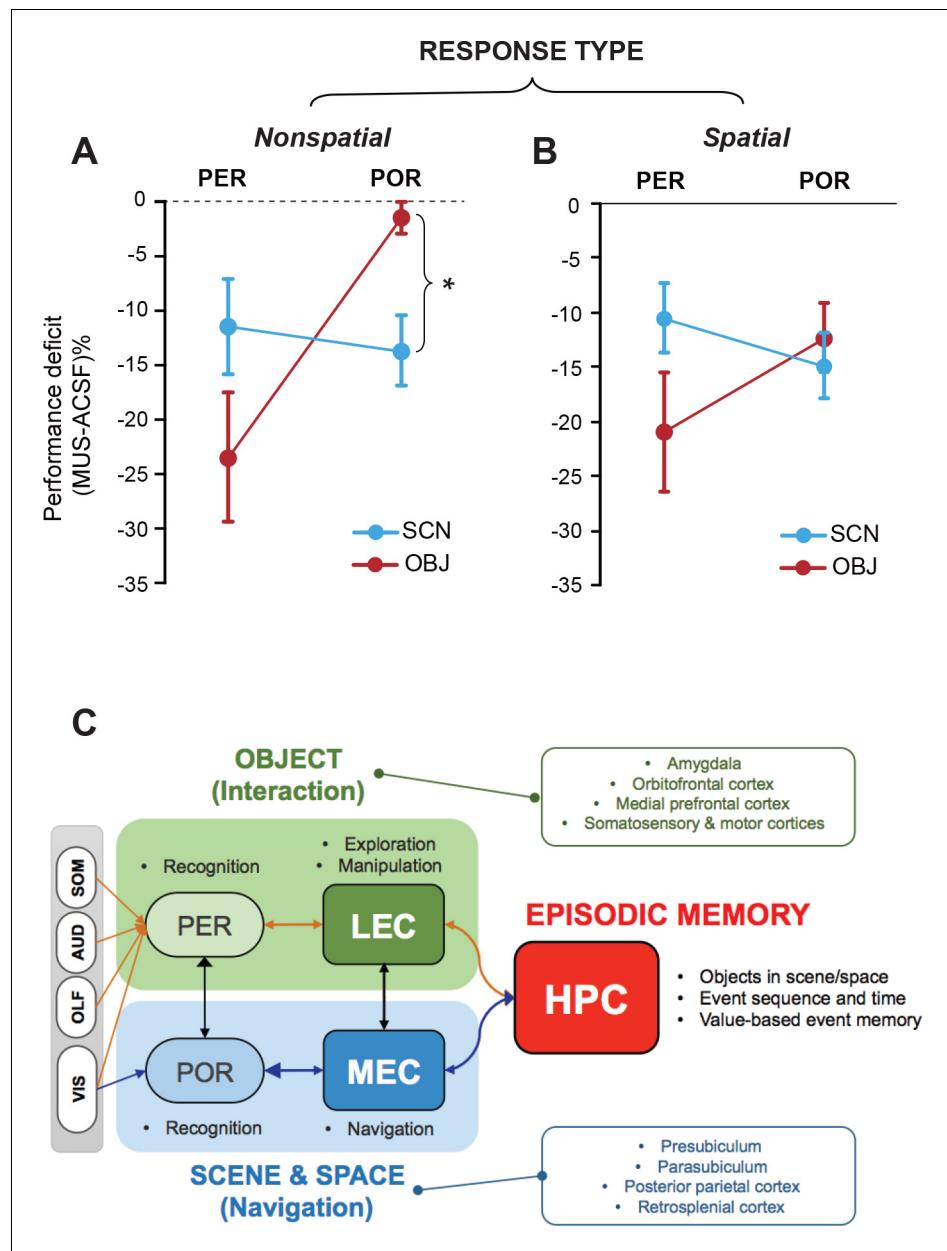 RESPONSE TYPE
A
Nonspatial
PER
POR
0
-5
-10
-15
-20
-25
-30
-35
Performance deficit
(MUS-ACSF)%
*
SCN
OBJ
B
Spatial
PER
POR
0
-5
-10
-15
-20
-25
-30
-35
SCN
OBJ
C
OBJECT
(Interaction)
• Amygdala
• Orbitofrontal cortex
• Medial prefrontal cortex
• Somatosensory & motor cortices
SOM
AUD
OLF
VIS
• Recognition
• Exploration
• Manipulation
PER
LEC
EPISODIC MEMORY
HPC
• Objects in scene/space
• Event sequence and time
• Value-based event memory
POR
MEC
• Recognition
• Navigation
SCENE & SPACE
(Navigation)
• Presubiculum
• Parasubiculum
• Posterior parietal cortex
• Retrosplenial cortex